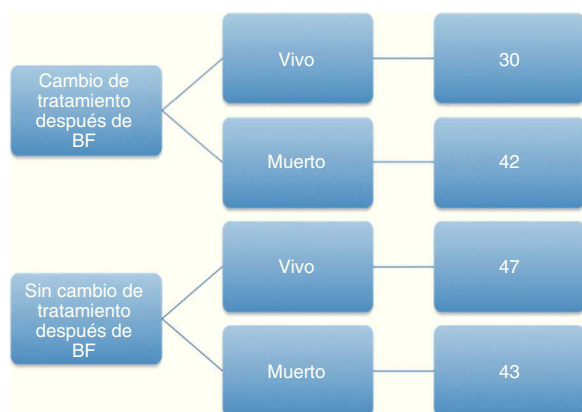 Cambio de
tratamiento
después de
BF
Vivo
30
Muerto
42
Sin cambio de
tratamiento
después de
BF
Vivo
47
Muerto
43